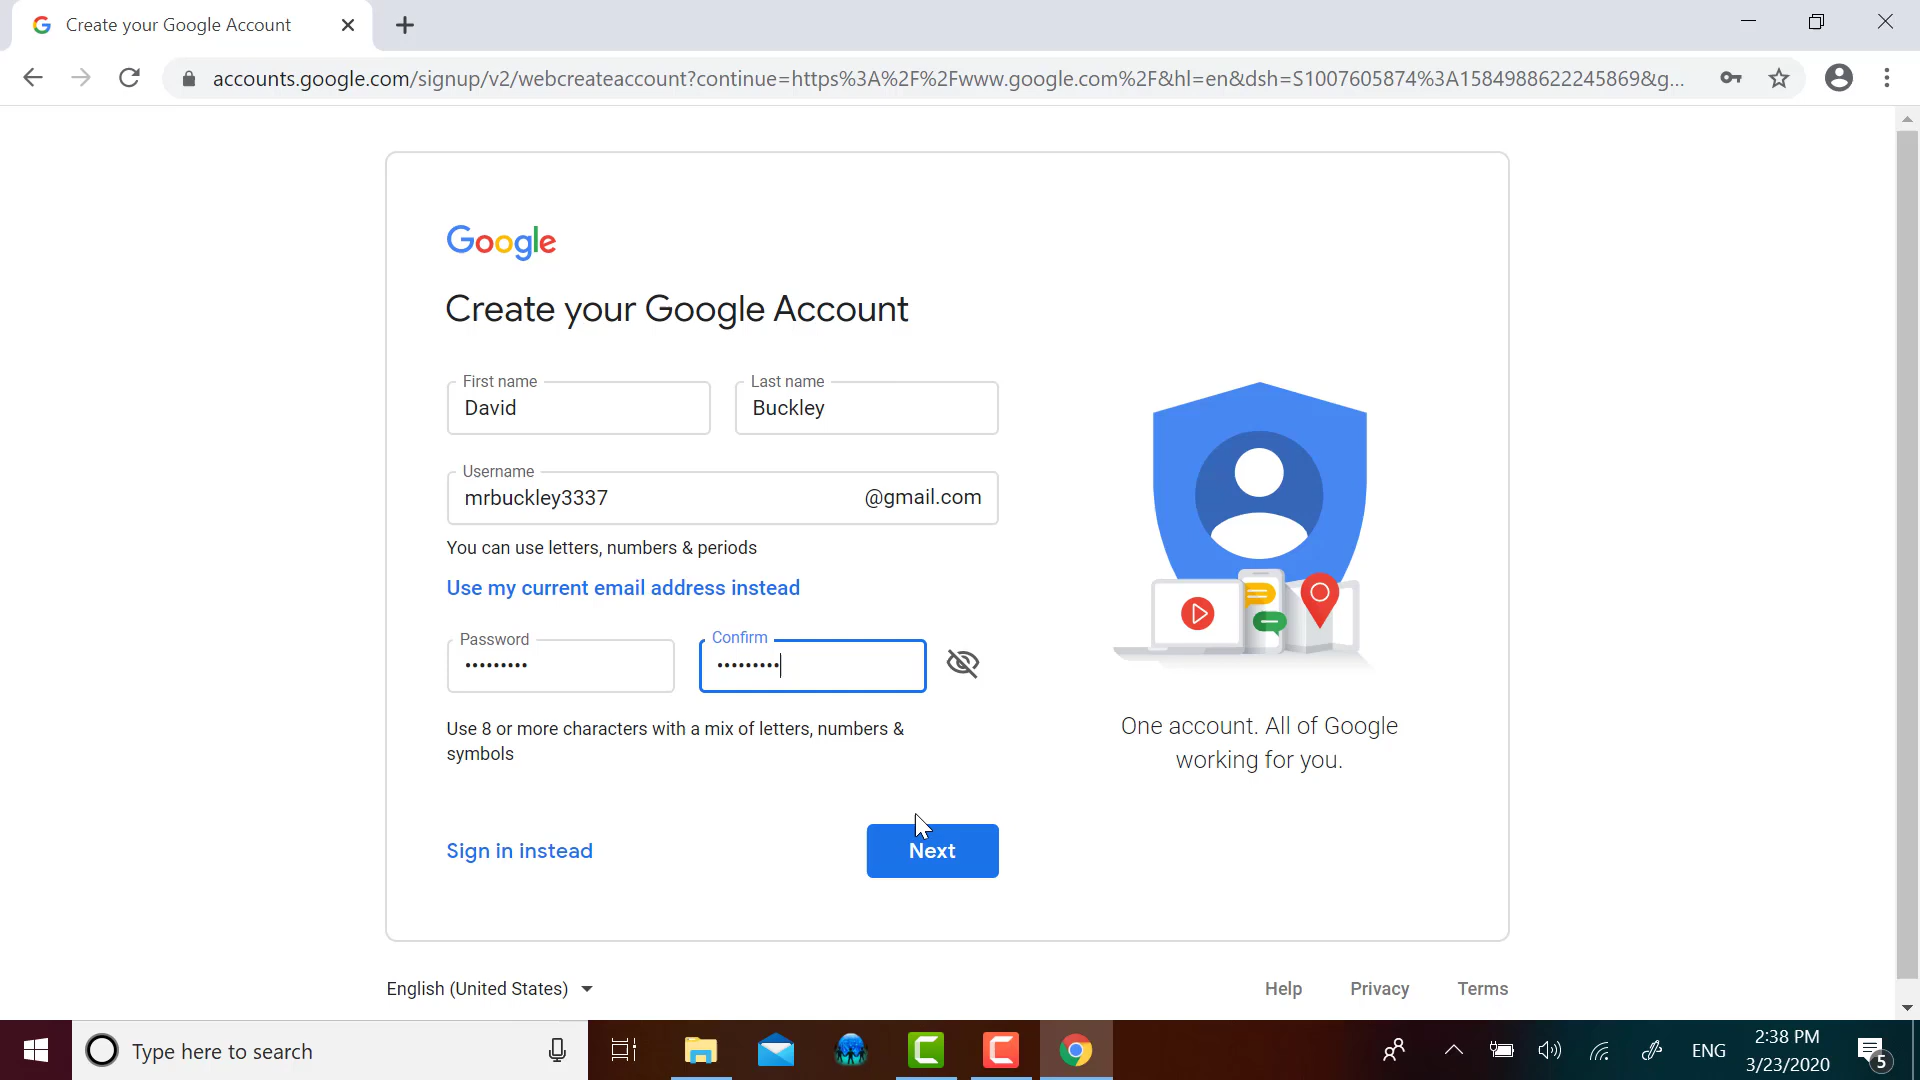 Create your Google Account
accounts.google.com/signup/v2/webcreateaccount?continue=https%3A%2F%2Fwww.google.com%2F&hl=en&dsh=S1007605874%3A1584988622245869&g...
Google
Create your Google Account
First name
Last name
David
Buckley
Username
mrbuckley3337
@gmail.com
You can use letters, numbers & periods
Use my current email address instead
Password
Confirm
•••••••••
•••••••••
Use 8 or more characters with a mix of letters, numbers &
symbols
One account. All of Google
working for you.
Sign in instead
Next
English (United States)
Help
Privacy
Terms
Type here to search
ENG
2:38 PM
3/23/2020
5